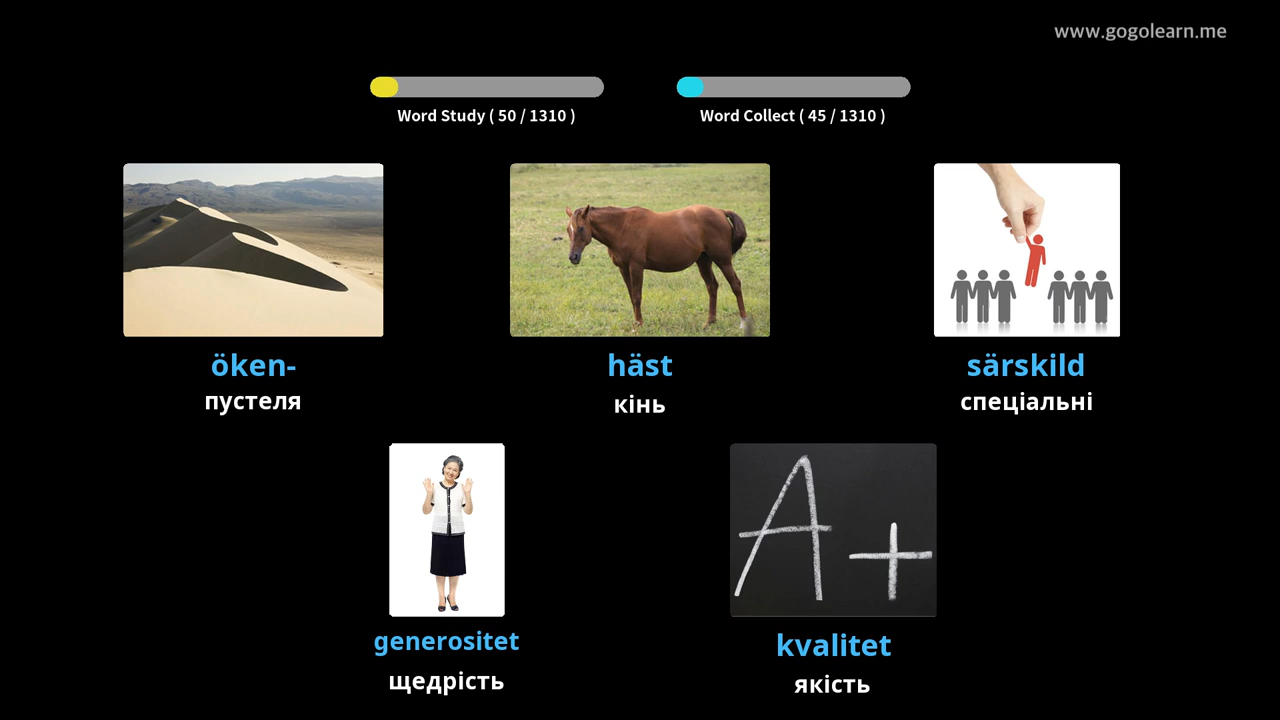 www.gogolearn.me
Word Study ( 50 / 1310 )
Word Collect ( 45 / 1310 )
öken-
häst
särskild
пустеля
кінь
спеціальні
A+
generositet
kvalitet
щедрість
якість